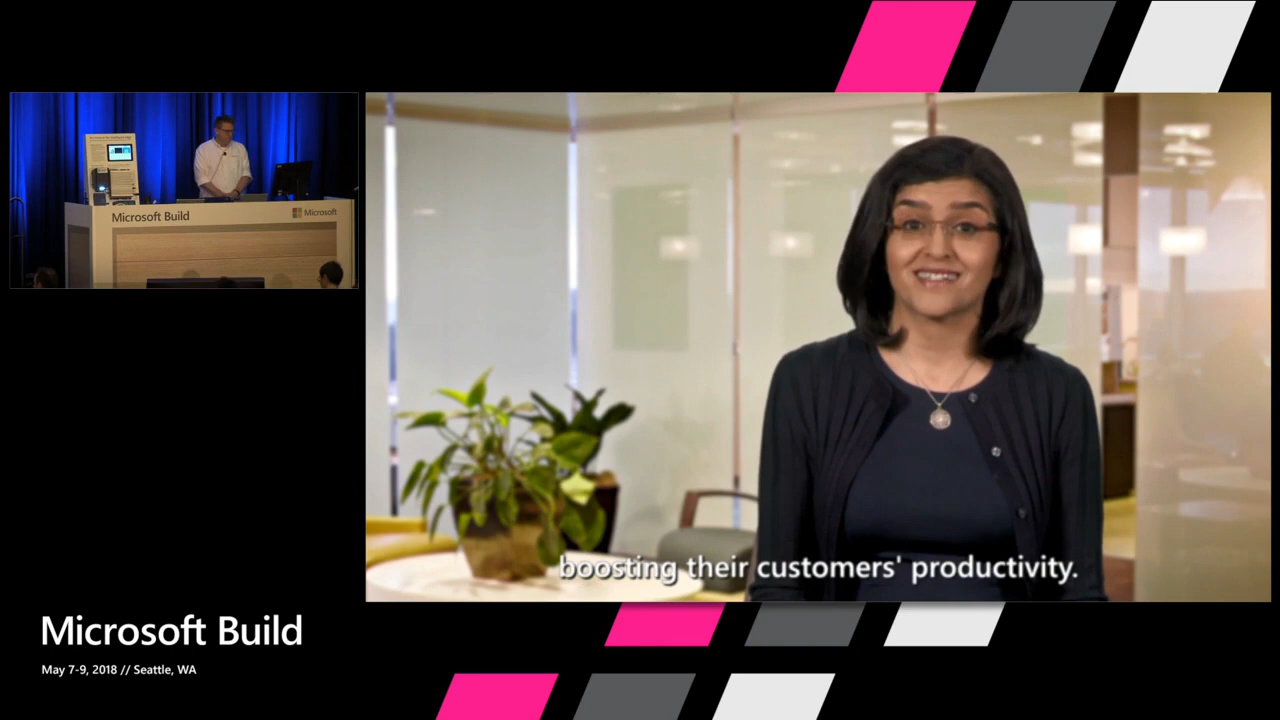 Microsoft Build
Microsoft
boosting their customers' productivity.
Microsoft Build
May 7-9, 2018 // Seattle, WA